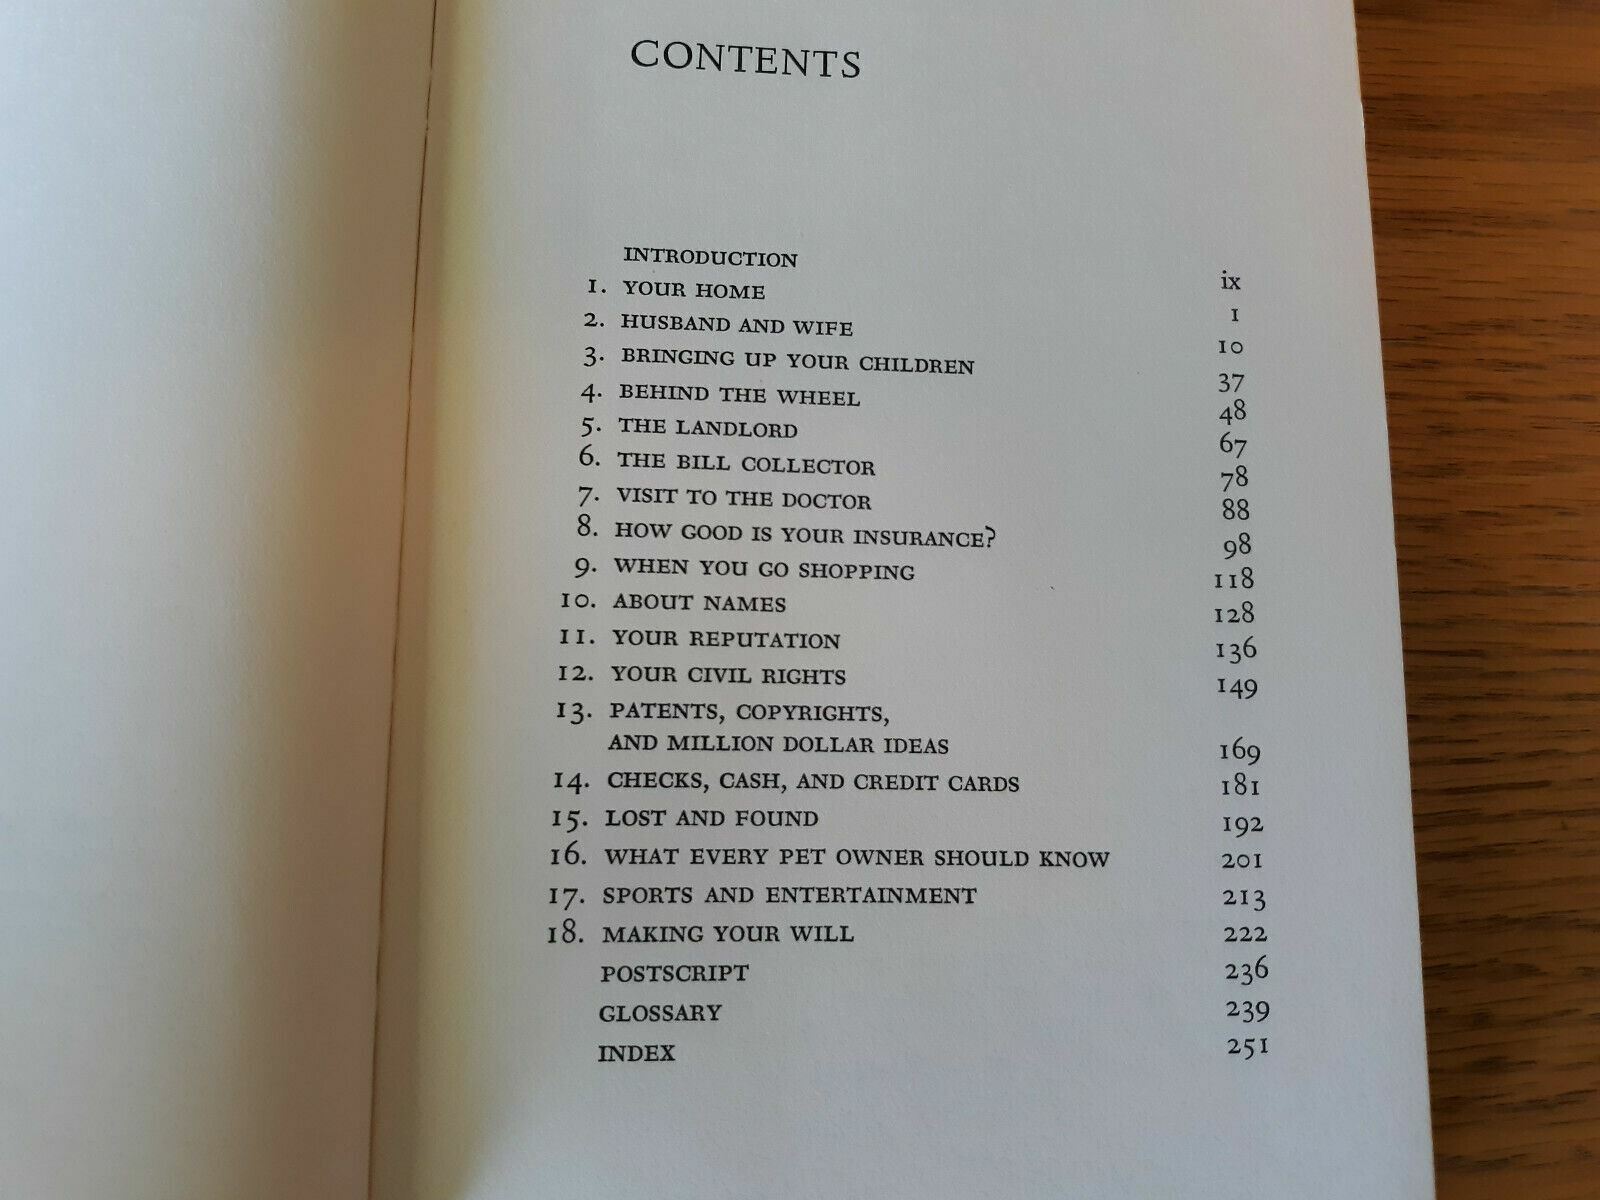 CONTENTS
INTRODUCTION ix
1. YOUR HOME 1
2. HUSBAND AND WIFE 10
3. BRINGING UP YOUR CHILDREN 37
4. BEHIND THE WHEEL 48
5. THE LANDLORD 67
6. THE BILL COLLECTOR 78
7. VISIT TO THE DOCTOR 88
8. HOW GOOD IS YOUR INSURANCE? 98
9. WHEN YOU GO SHOPPING 118
10. ABOUT NAMES 128
11. YOUR REPUTATION 136
12. YOUR CIVIL RIGHTS 149
13. PATENTS, COPYRIGHTS,
AND MILLION DOLLAR IDEAS 169
14. CHECKS, CASH, AND CREDIT CARDS 181
15. LOST AND FOUND 192
16. WHAT EVERY PET OWNER SHOULD KNOW 201
17. SPORTS AND ENTERTAINMENT 213
18. MAKING YOUR WILL 222
POSTSCRIPT 236
GLOSSARY 239
INDEX 251